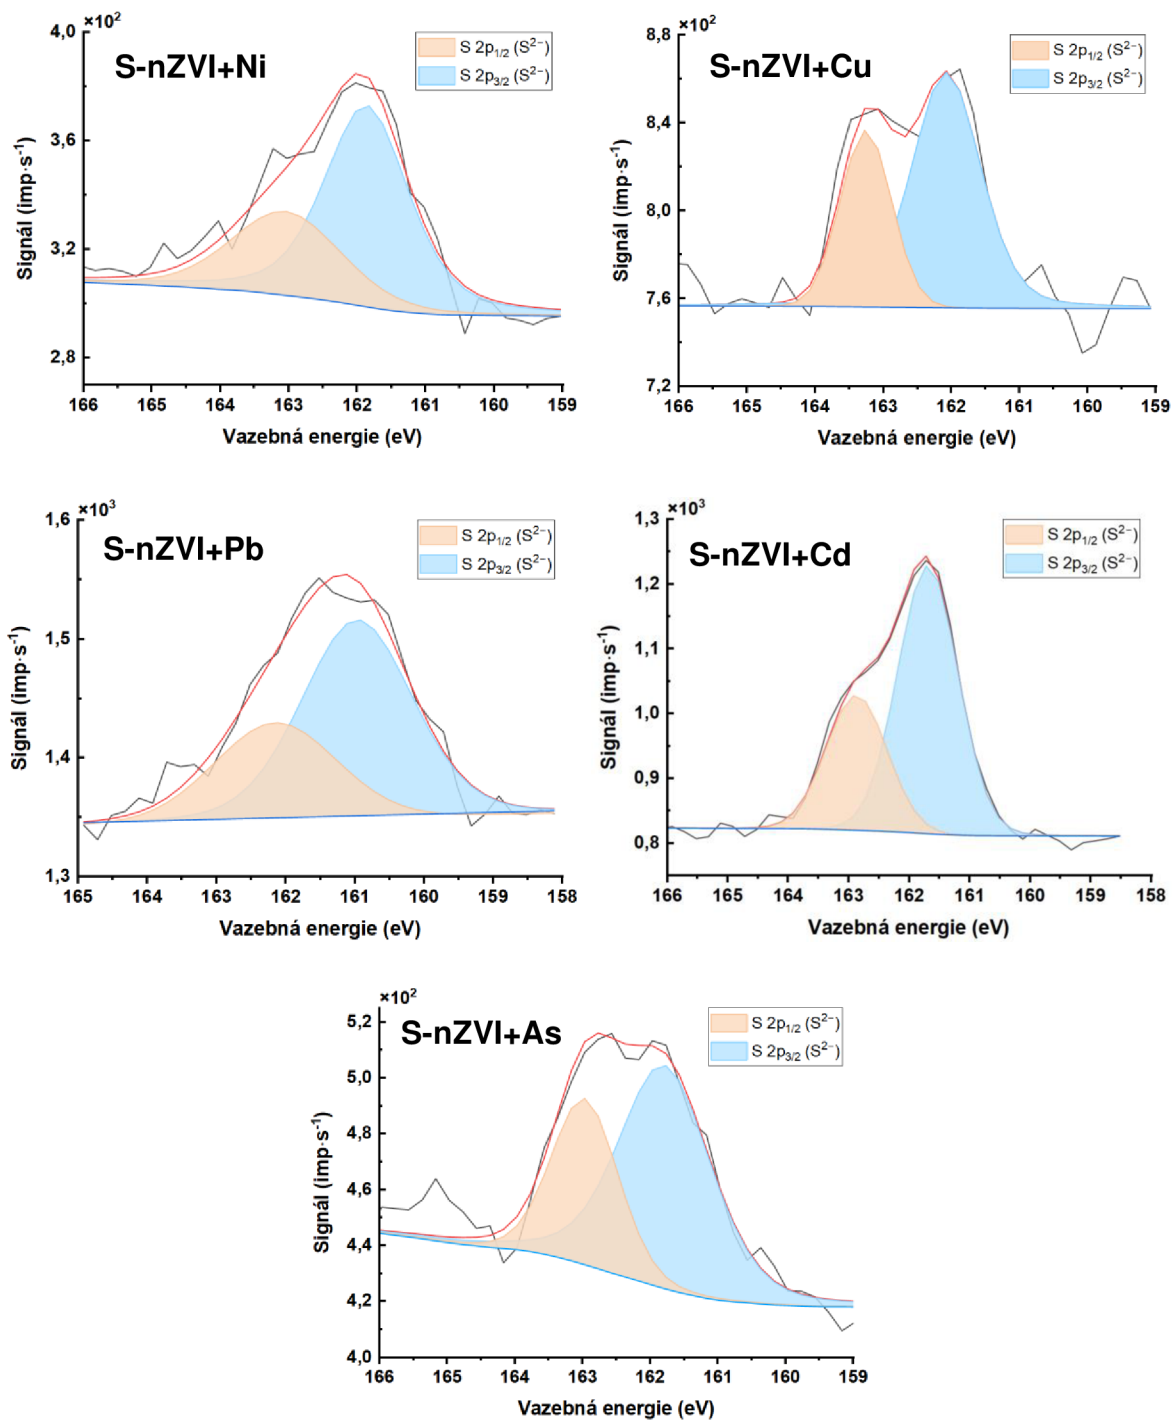 ×10²
S-nZVI+Ni
S 2p1/2 (S²⁻)
S 2p3/2 (S²⁻)
4,0
3,6
3,2
2,8
Signál (imp·s⁻¹)
166 165 164 163 162 161 160 159
Vazebná energie (eV)
×10²
S-nZVI+Cu
S 2p1/2 (S²⁻)
S 2p3/2 (S²⁻)
8,8
8,4
8,0
7,6
7,2
Signál (imp·s⁻¹)
166 165 164 163 162 161 160 159
Vazebná energie (eV)
×10³
S-nZVI+Pb
S 2p1/2 (S²⁻)
S 2p3/2 (S²⁻)
1,6
1,5
1,4
1,3
Signál (imp·s⁻¹)
165 164 163 162 161 160 159 158
Vazebná energie (eV)
×10³
S-nZVI+Cd
S 2p1/2 (S²⁻)
S 2p3/2 (S²⁻)
1,3
1,2
1,1
1,0
0,9
0,8
Signál (imp·s⁻¹)
166 165 164 163 162 161 160 159 158
Vazebná energie (eV)
×10²
S-nZVI+As
S 2p1/2 (S²⁻)
S 2p3/2 (S²⁻)
5,2
5,0
4,8
4,6
4,4
4,2
4,0
Signál (imp·s⁻¹)
166 165 164 163 162 161 160 159
Vazebná energie (eV)